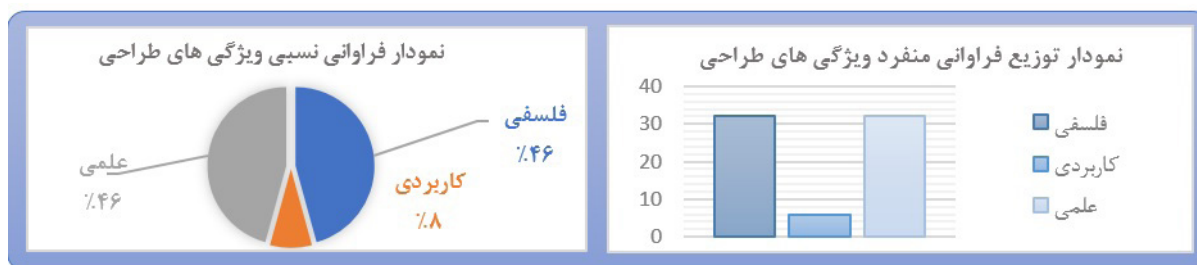 نمودار توزیع فراوانی منفرد ویژگی های طراحی
40
30
20
10
0
فلسفی
کاربردی
علمی
نمودار فراوانی نسبی ویژگی های طراحی
فلسفی
٪۴۶
کاربردی
٪۸
علمی
٪۴۶